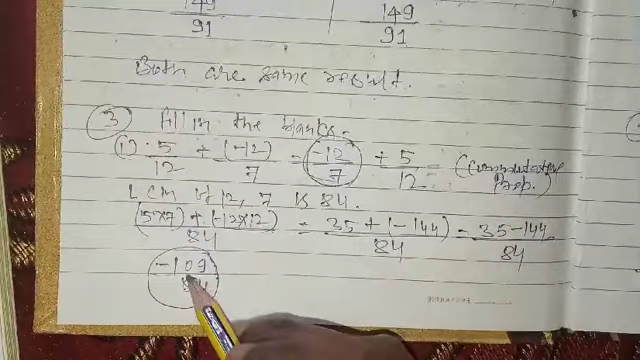 149 149
91 91
Both are same result.
(3) Fill in the blanks -
(1) 5/12 + (-12)/7 = -12/7 + 5/12 (Commutative Prop.)
LCM of 12, 7 is 84.
(5×7) + (-12×12) / 84 = 35 + (-144) / 84 = 35 - 144 / 84
-109
84